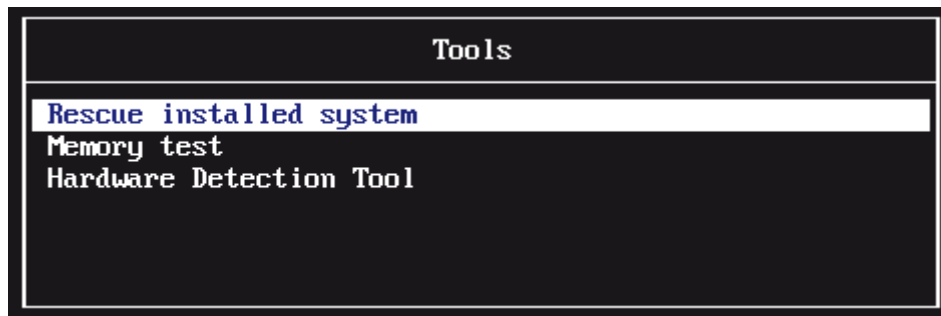 Tools
Rescue installed system
Memory test
Hardware Detection Tool